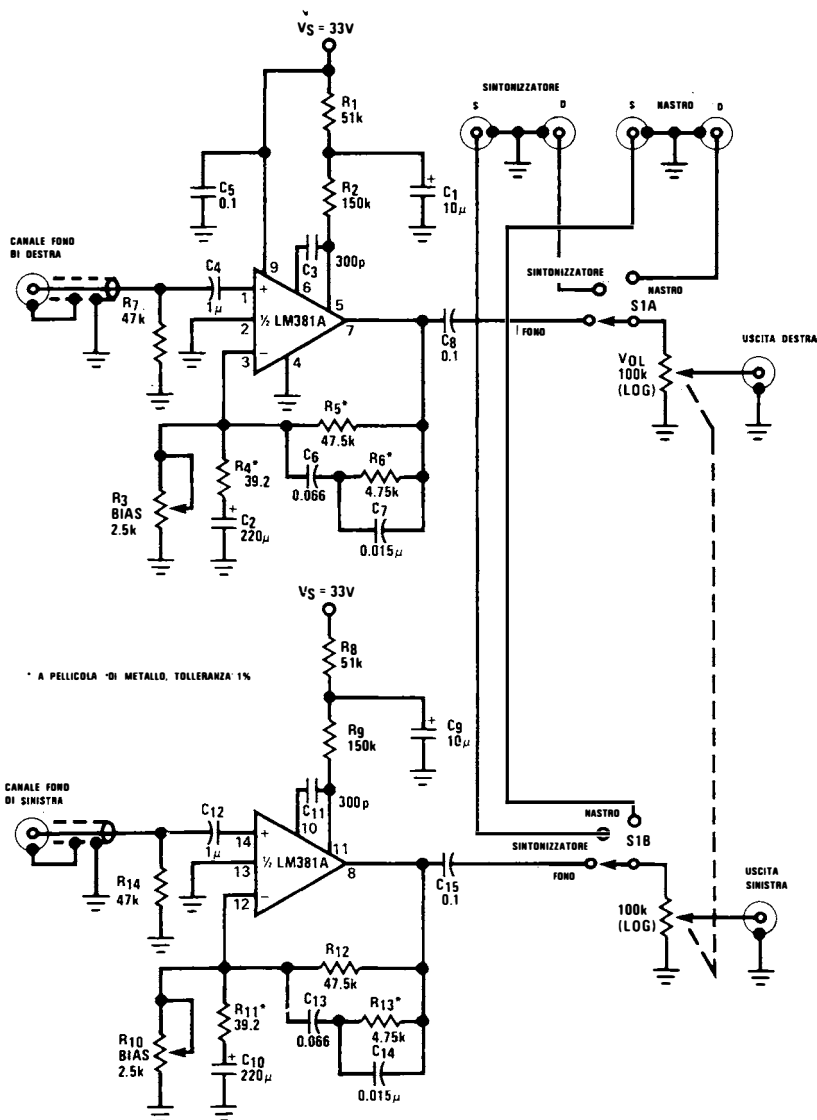 VS = 33V
SINTONIZZATORE
S
D
S
NASTRO
D
R1
51k
C5
0.1
R2
150k
C1
10μ
+
CANALE FONO
BI DESTRA
C4
1μ
9
C3
300p
6
5
SINTONIZZATORE
NASTRO
S1A
R7
47k
1
+
2
½ LM381A
7
3
−
4
C8
0.1
FONO
USCITA DESTRA
VOL
100k
(LOG)
R5*
47.5k
R4*
39.2
C6
0.066
R6*
4.75k
R3
BIAS
2.5k
+
C2
220μ
C7
0.015μ
VS = 33V
R8
51k
* A PELLICOLA DI METALLO, TOLLERANZA 1%
R9
150k
+
C9
10μ
CANALE FONO
DI SINISTRA
C12
1μ
C11
300p
10
11
NASTRO
S1B
SINTONIZZATORE
14
+
13
½ LM381A
8
12
−
R14
47k
C15
0.1
FONO
USCITA
SINISTRA
100k
(LOG)
R12
47.5k
R11*
39.2
C13
0.066
R13*
4.75k
R10
BIAS
2.5k
+
C10
220μ
C14
0.015μ